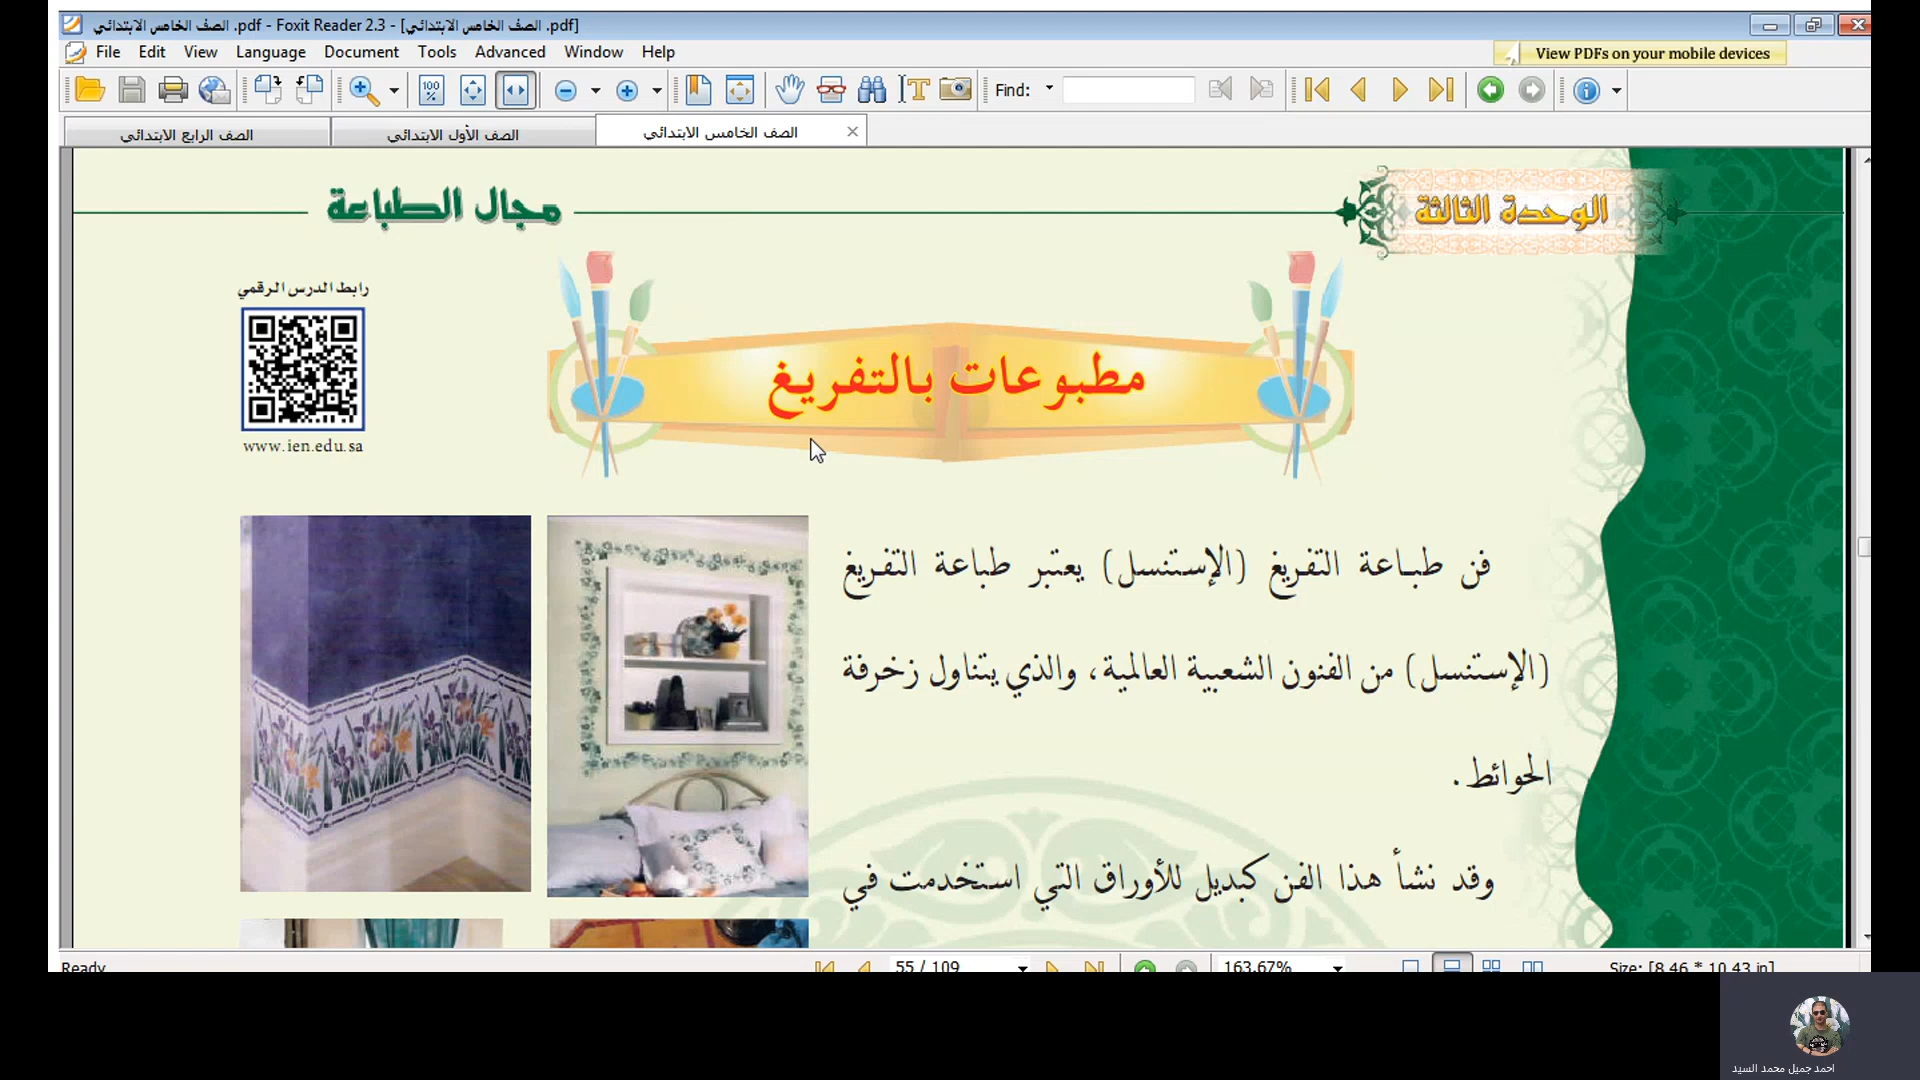 الصف الخامس الابتدائي .pdf - Foxit Reader 2.3 - [الصف الخامس الابتدائي .pdf]
File Edit View Language Document Tools Advanced Window Help
View PDFs on your mobile devices
Find:
الصف الرابع الابتدائي
الصف الأول الابتدائي
الصف الخامس الابتدائي
الوحدة الثالثة
مجال الطباعة
رابط الدرس الرقمي
www.ien.edu.sa
مطبوعات بالتفريغ
فن طباعة التفريغ (الإستنسل) يعتبر طباعة التفريغ
(الإستنسل) من الفنون الشعبية العالمية، والذي يتناول زخرفة
الحوائط.
وقد نشأ هذا الفن كبديل للأوراق التي استخدمت في
Ready
55 / 109
163.67%
Size: [8.46 * 10.43 in]
احمد جميل محمد السيد